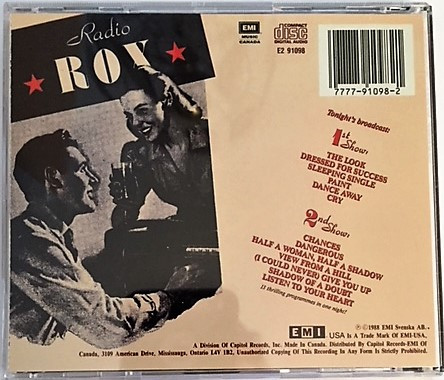 Radio
ROX
EMI
MUSIC
CANADA
COMPACT
disc
DIGITAL AUDIO
E2 91098
7777-91098-2
Tonight's broadcast:
1st Show:
THE LOOK
DRESSED FOR SUCCESS
SLEEPING SINGLE
PAINT
DANCE AWAY
CRY
2nd Show:
CHANCES
DANGEROUS
HALF A WOMAN, HALF A SHADOW
VIEW FROM A HILL
(I COULD NEVER) GIVE YOU UP
SHADOW OF A DOUBT
LISTEN TO YOUR HEART
13 thrilling programmes in one night!
EMI
℗ ©1988 EMI Svenska AB.
USA Is A Trade Mark Of EMI-USA,
A Division Of Capitol Records, Inc. Made In Canada. Distributed By Capitol Records-EMI Of
Canada, 3109 American Drive, Mississauga, Ontario L4V 1B2, Unauthorized Copying Of This Recording In Any Form Is Strictly Prohibited.